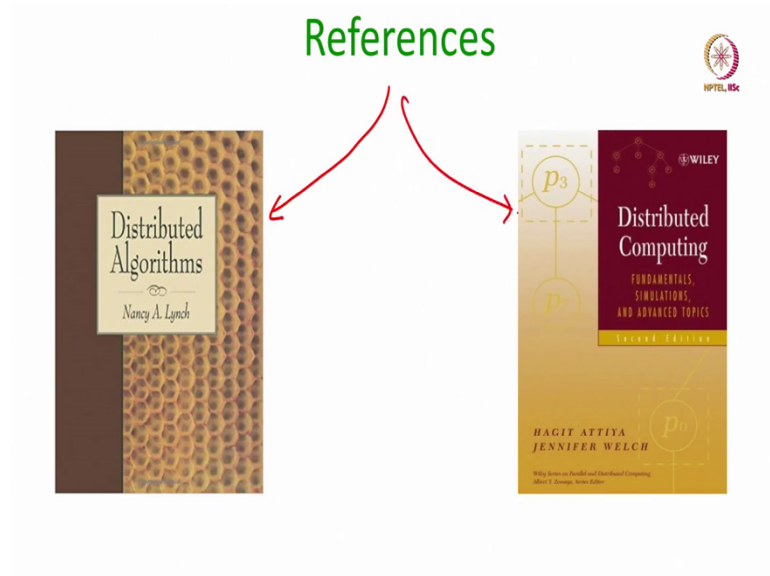 References
NPTEL, IISc
Distributed
Algorithms
Nancy A. Lynch
WILEY
p3
Distributed
Computing
FUNDAMENTALS,
SIMULATIONS,
AND ADVANCED TOPICS
Second Edition
p2
p0
HAGIT ATTIYA
JENNIFER WELCH
Wiley Series on Parallel and Distributed Computing
Albert Y. Zomaya, Series Editor